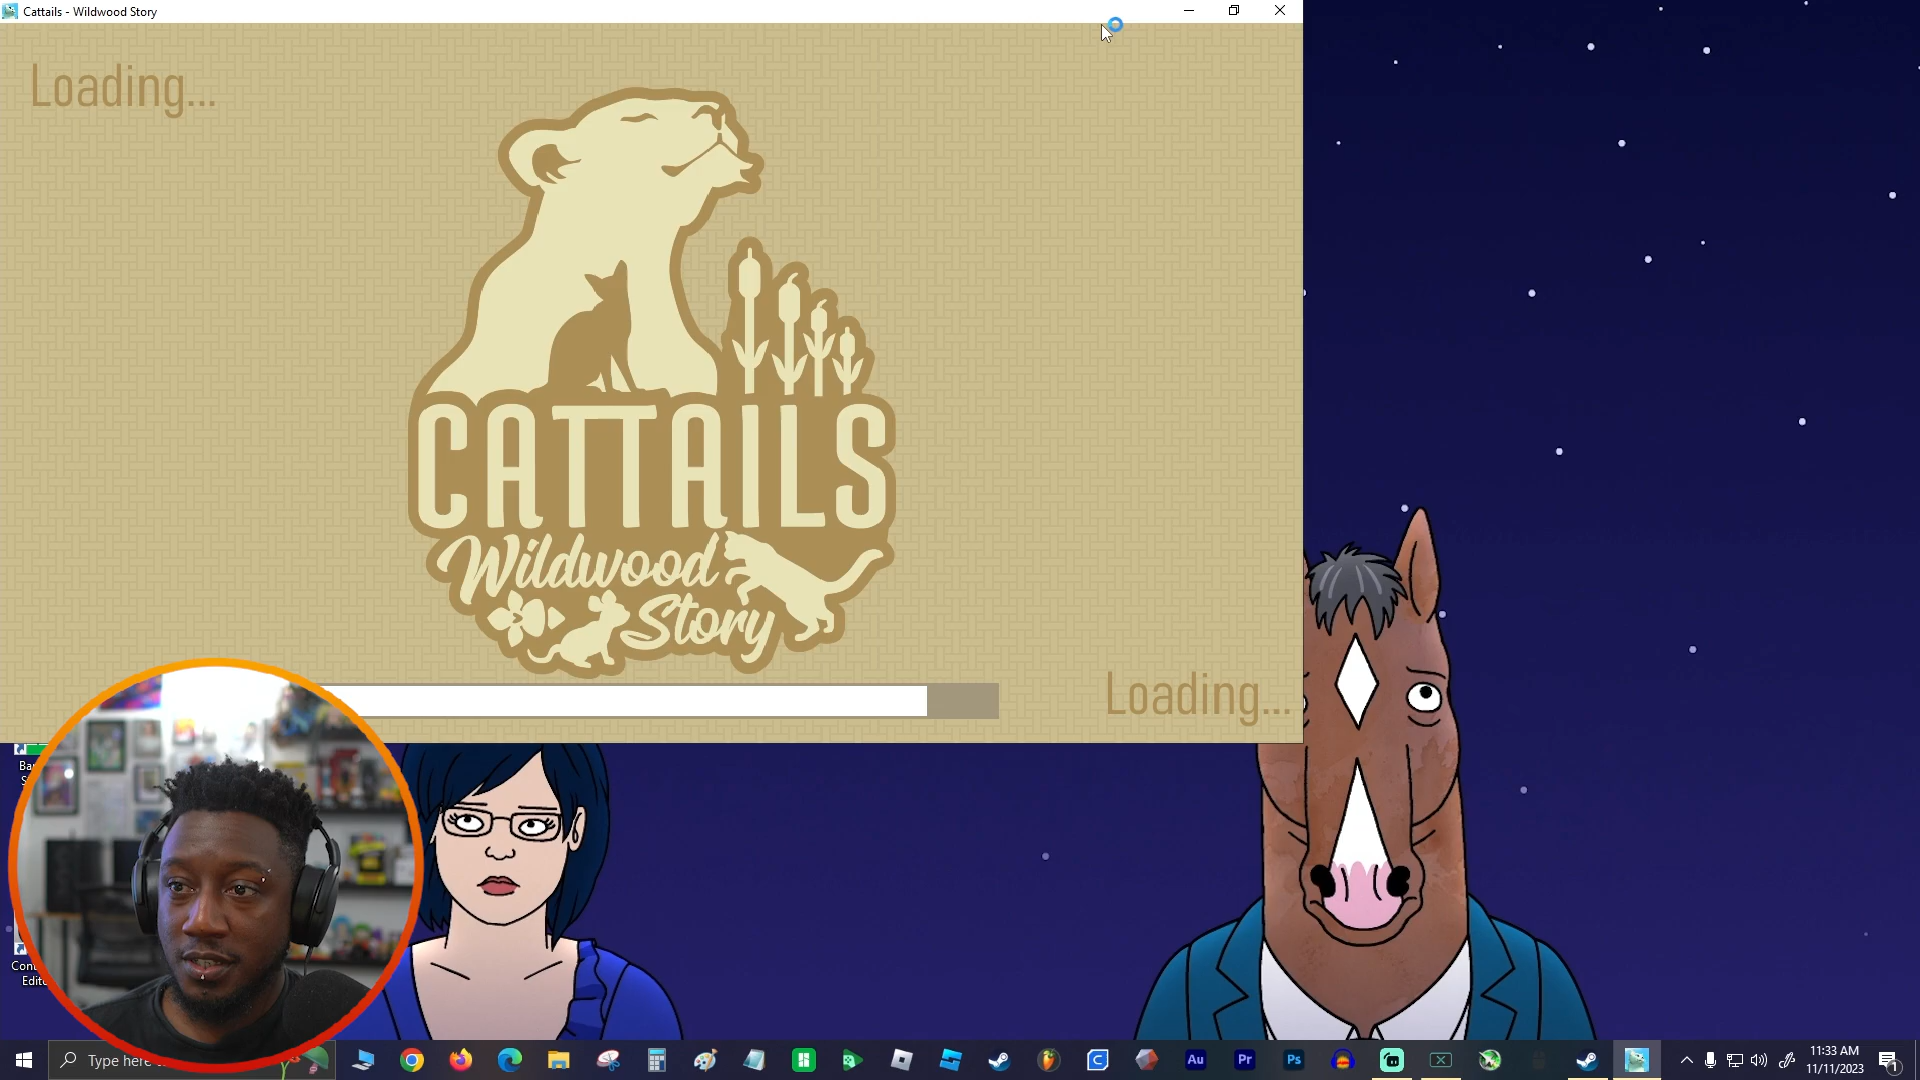 Cattails - Wildwood Story
Loading...
CATTAILS
Wildwood
Story
Loading...
Type here
Au
Pr
Ps
11:33 AM
11/11/2023
1